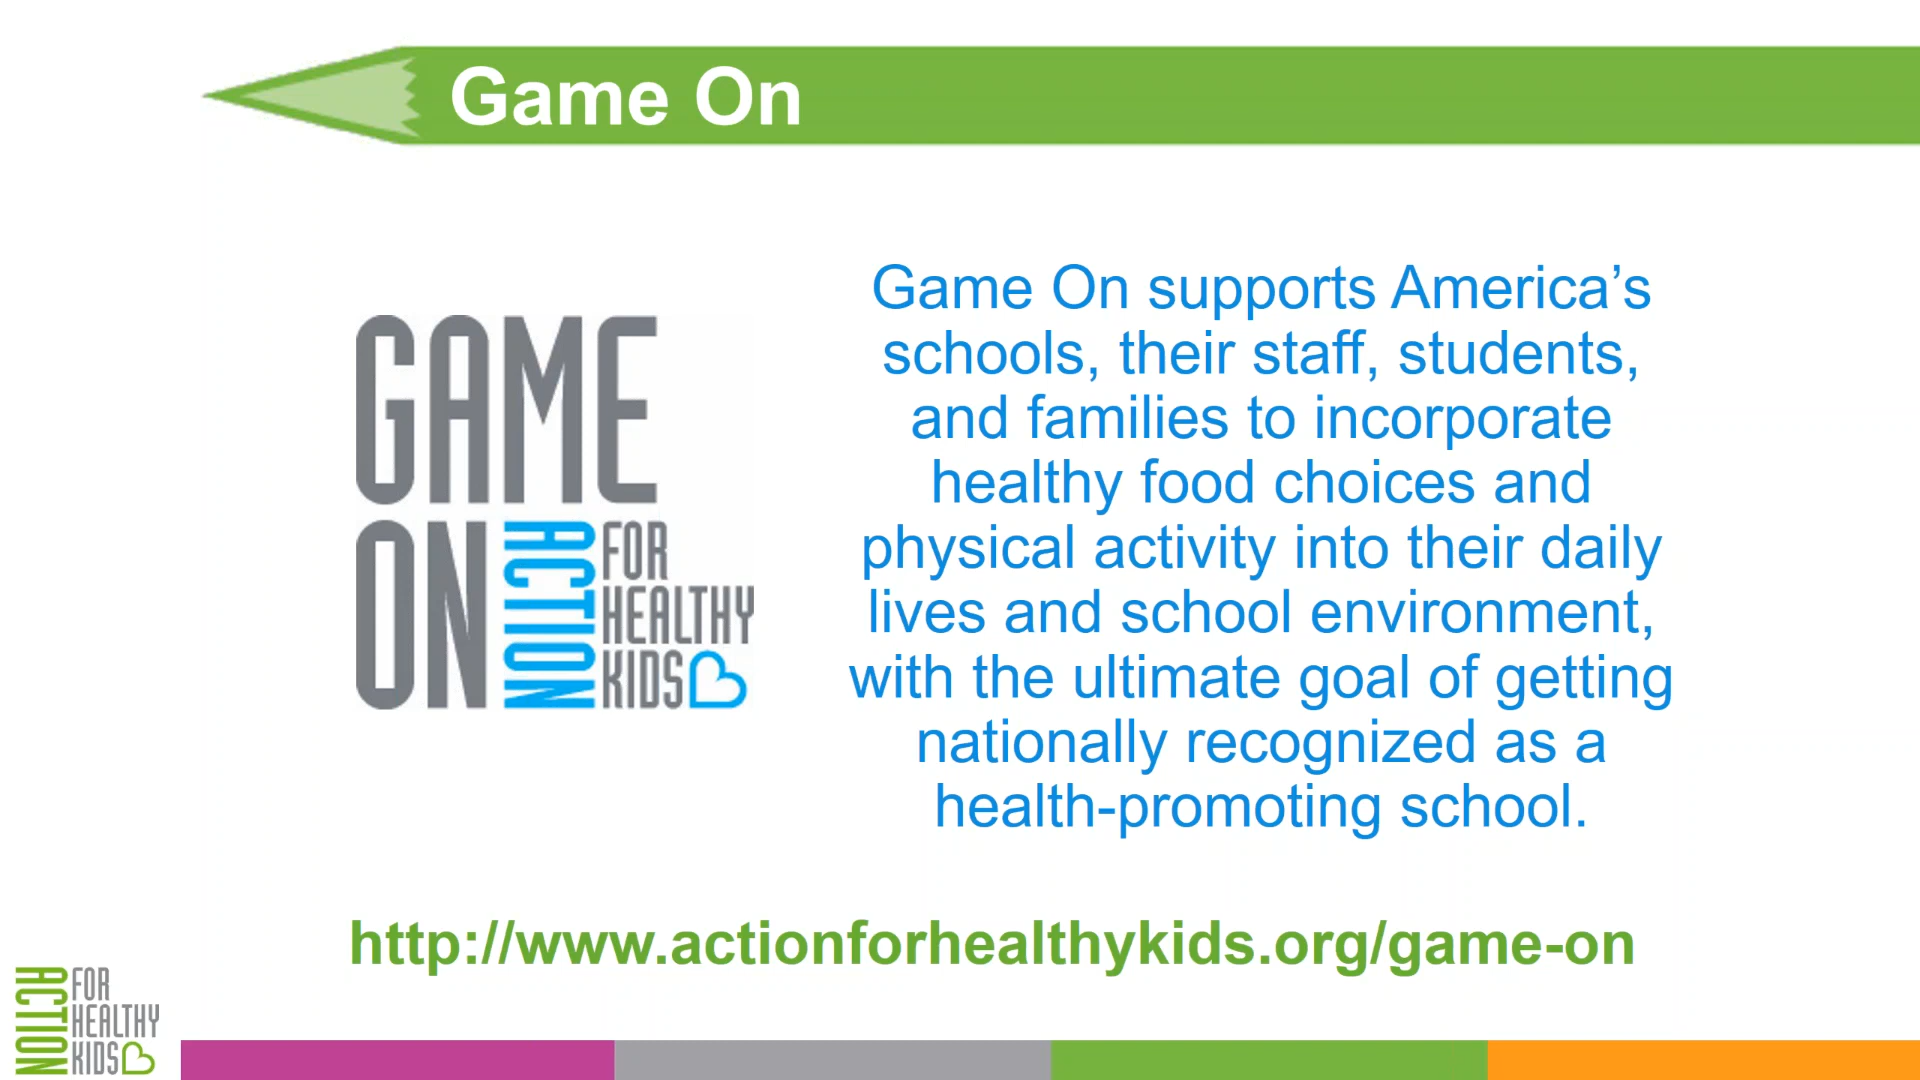 Game On
GAME
ON
ACTION
FOR
HEALTHY
KIDS
Game On supports America’s
schools, their staff, students,
and families to incorporate
healthy food choices and
physical activity into their daily
lives and school environment,
with the ultimate goal of getting
nationally recognized as a
health-promoting school.
http://www.actionforhealthykids.org/game-on
ACTION
FOR
HEALTHY
KIDS